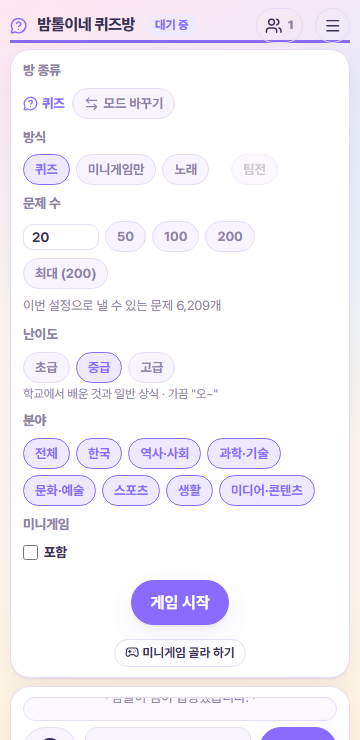 밤톨이네 퀴즈방 대기 중 1
방 종류
퀴즈 모드 바꾸기
방식
퀴즈 미니게임만 노래 팀전
문제 수
20 50 100 200
최대 (200)
이번 설정으로 낼 수 있는 문제 6,209개
난이도
초급 중급 고급
학교에서 배운 것과 일반 상식 · 가끔 "오~"
분야
전체 한국 역사·사회 과학·기술
문화·예술 스포츠 생활 미디어·콘텐츠
미니게임
포함
게임 시작
미니게임 골라 하기